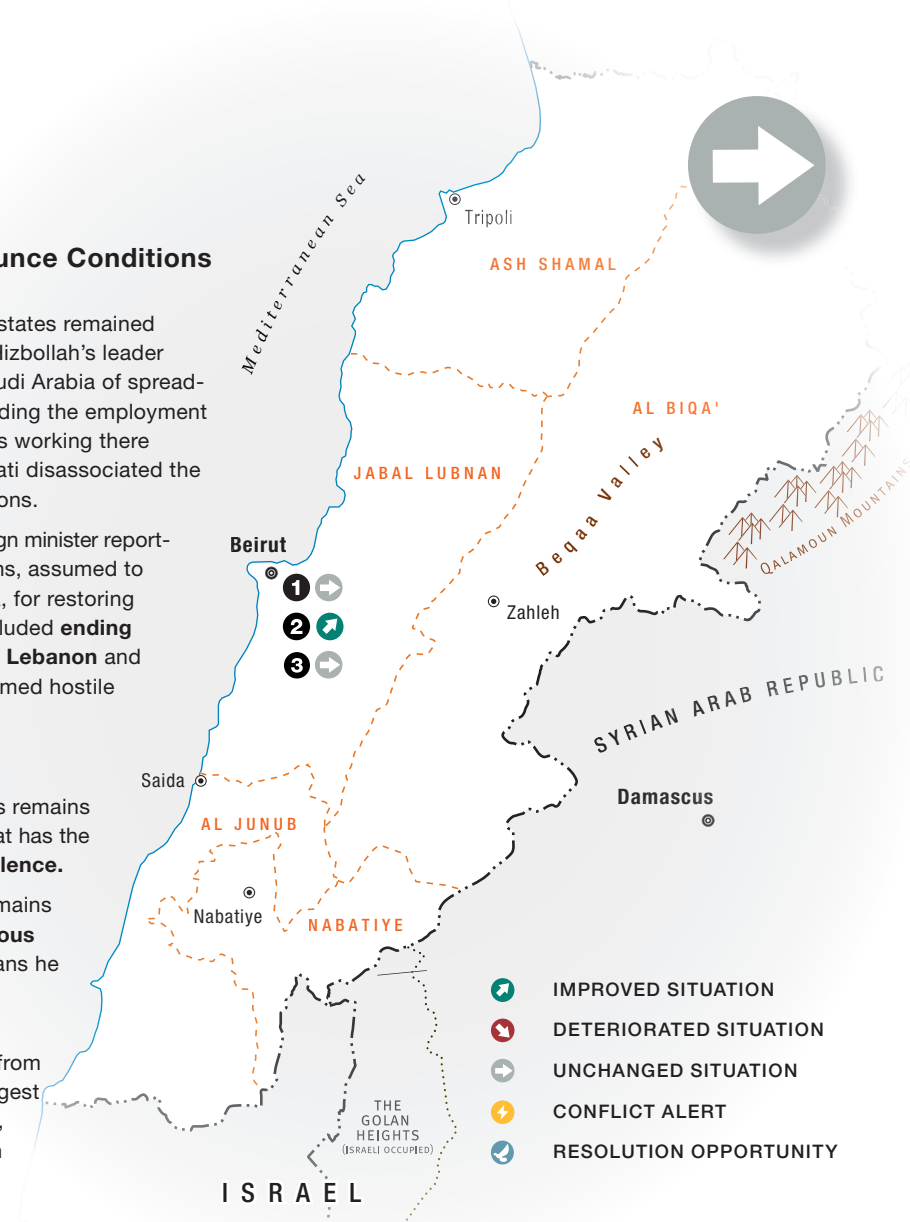 unce Conditions
states remained
Hizbollah's leader
udi Arabia of spread-
ding the employment
s working there
ati disassociated the
ons.
gn minister report-
ns, assumed to
, for restoring
luded ending
Lebanon and
med hostile
s remains
at has the
lence.
mains
ous
ans he
from
gest
,
Mediterranean Sea
Tripoli
ASH SHAMAL
AL BIQA'
JABAL LUBNAN
Beqaa Valley
QALAMOUN MOUNTAINS
Beirut
1
2
3
Zahleh
SYRIAN ARAB REPUBLIC
Saida
Damascus
AL JUNUB
Nabatiye
NABATIYE
THE
GOLAN
HEIGHTS
(ISRAELI OCCUPIED)
ISRAEL
IMPROVED SITUATION
DETERIORATED SITUATION
UNCHANGED SITUATION
CONFLICT ALERT
RESOLUTION OPPORTUNITY